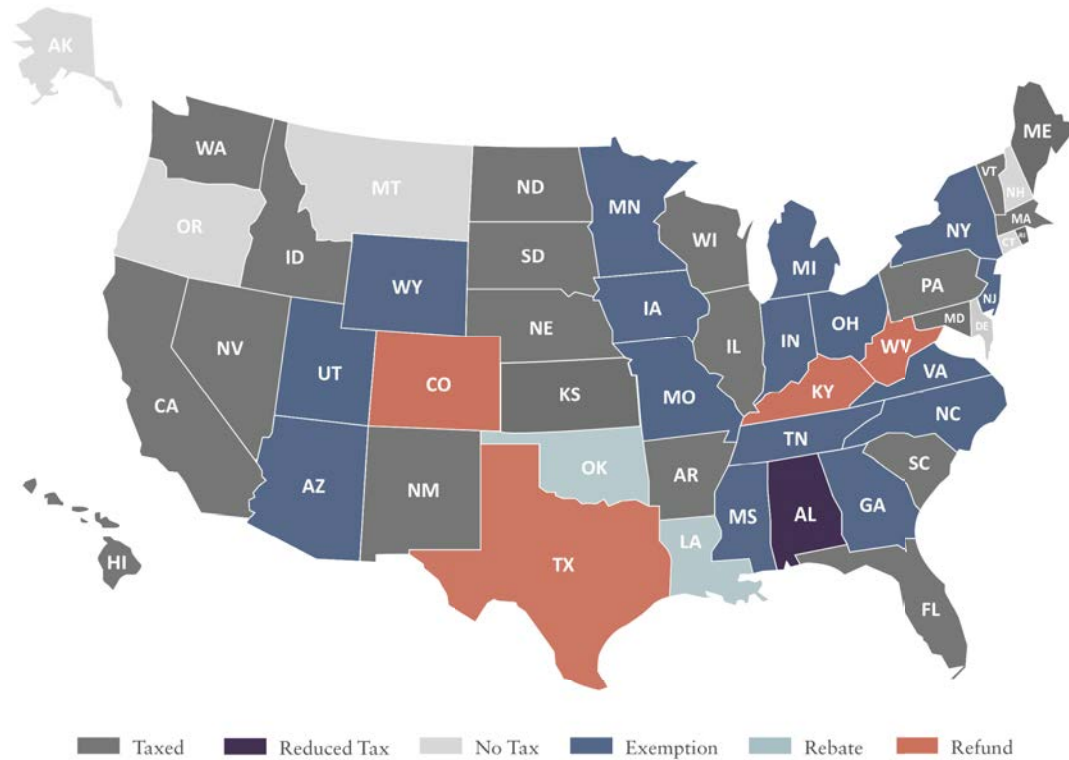 AK
WA
MT
ND
MN
ME
VT
NH
OR
ID
SD
WI
NY
MA
RI
CT
WY
MI
PA
NJ
IA
NE
OH
MD
DE
NV
IN
IL
WV
UT
CO
VA
CA
KS
MO
KY
NC
TN
OK
SC
AZ
NM
AR
MS
AL
GA
LA
HI
TX
FL
Taxed Reduced Tax No Tax Exemption Rebate Refund